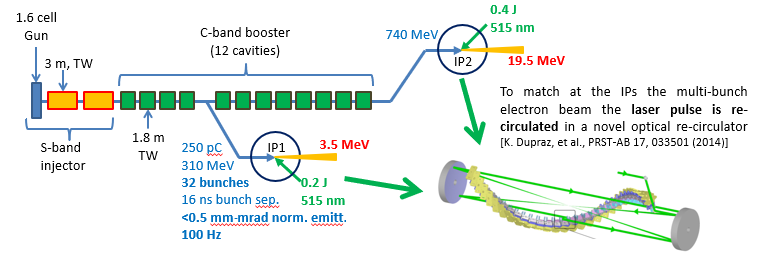 1.6 cell
Gun
3 m, TW
S-band
injector
C-band booster
(12 cavities)
1.8 m
TW
250 pC
310 MeV
32 bunches
16 ns bunch sep.
<0.5 mm-mrad norm. emitt.
100 Hz
IP1
3.5 MeV
0.2 J
515 nm
740 MeV
IP2
0.4 J
515 nm
19.5 MeV
To match at the IPs the multi-bunch
electron beam the laser pulse is re-
circulated in a novel optical re-circulator
[K. Dupraz, et al., PRST-AB 17, 033501 (2014)]